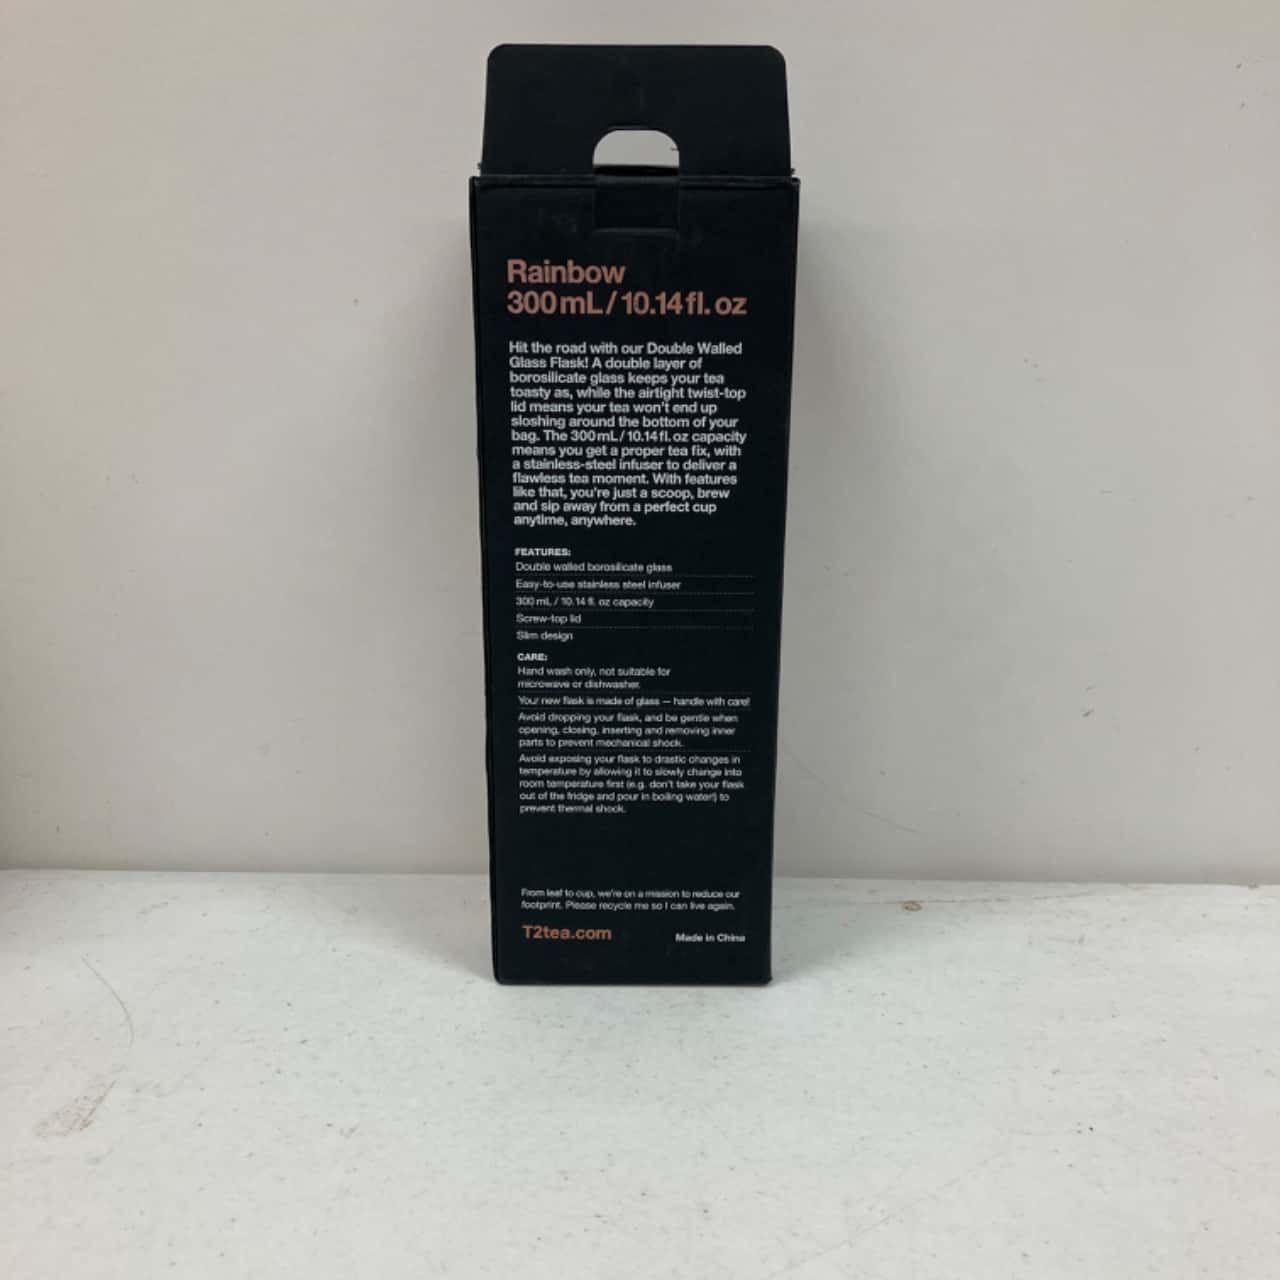 Rainbow
300mL/10.14fl. oz
Hit the road with our Double Walled
Glass Flask! A double layer of
borosilicate glass keeps your tea
toasty as, while the airtight twist-top
lid means your tea won't end up
sloshing around the bottom of your
bag. The 300mL/10.14fl. oz capacity
means you get a proper tea fix, with
a stainless-steel infuser to deliver a
flawless tea moment. With features
like that, you're just a scoop, brew
and sip away from a perfect cup
anytime, anywhere.
FEATURES:
Double walled borosilicate glass
Easy-to-use stainless steel infuser
300 mL / 10.14 fl. oz capacity
Screw-top lid
Slim design
CARE:
Hand wash only, not suitable for
microwave or dishwasher.
Your new flask is made of glass — handle with care!
Avoid dropping your flask, and be gentle when
opening, closing, inserting and removing inner
parts to prevent mechanical shock.
Avoid exposing your flask to drastic changes in
temperature by allowing it to slowly change into
room temperature first (e.g. don't take your flask
out of the fridge and pour in boiling water!) to
prevent thermal shock.
From leaf to cup, we're on a mission to reduce our
footprint. Please recycle me so I can live again.
T2tea.com
Made in China